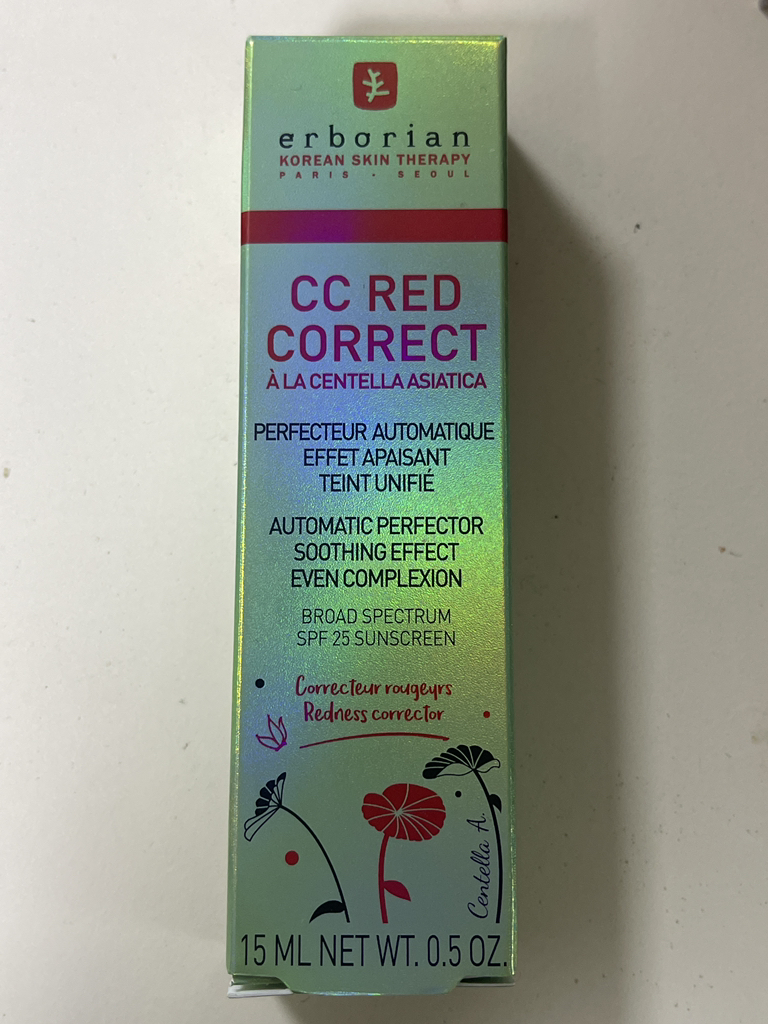 erborian
KOREAN SKIN THERAPY
PARIS · SEOUL
CC RED
CORRECT
À LA CENTELLA ASIATICA
PERFECTEUR AUTOMATIQUE
EFFET APAISANT
TEINT UNIFIÉ
AUTOMATIC PERFECTOR
SOOTHING EFFECT
EVEN COMPLEXION
BROAD SPECTRUM
SPF 25 SUNSCREEN
Correcteur rougeurs
Redness corrector
Centella A.
15 ML NET WT. 0.5 OZ.